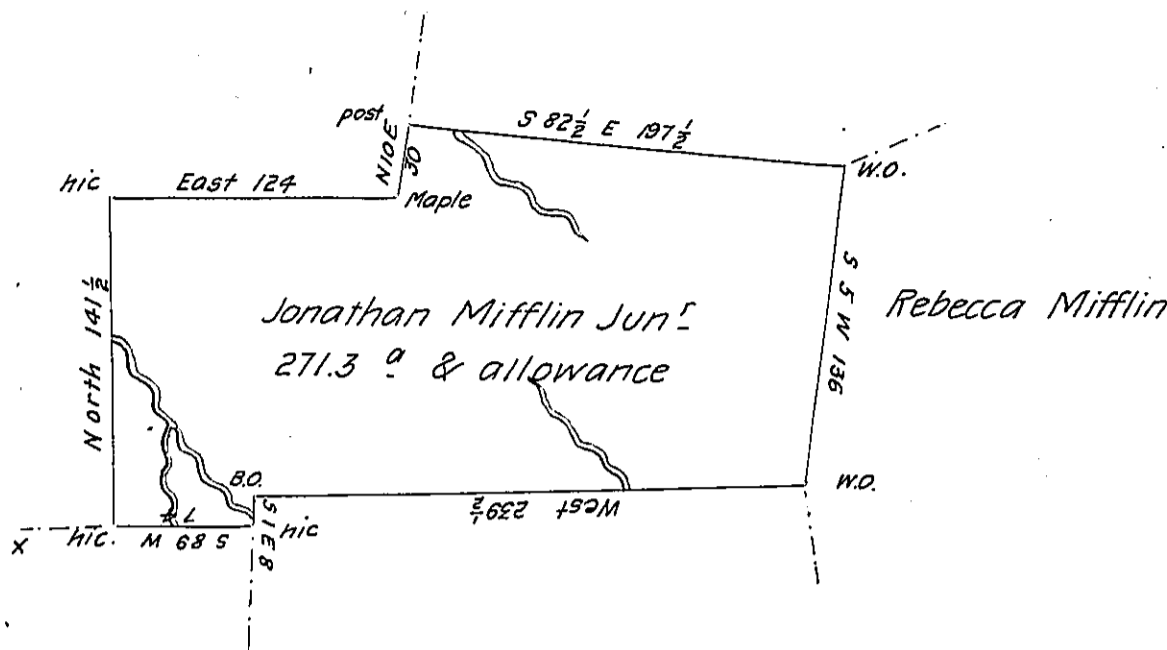 post
S 82½ E 197½
N10E
30
W.O.
hic
East 124
Maple
North 141½
S 5 W 136
Rebecca Mifflin
Jonathan Mifflin Junr
271.3 a & allowance
B.O.
W.O.
West 239½
hic
S1E8
X
hic.
S 89 W